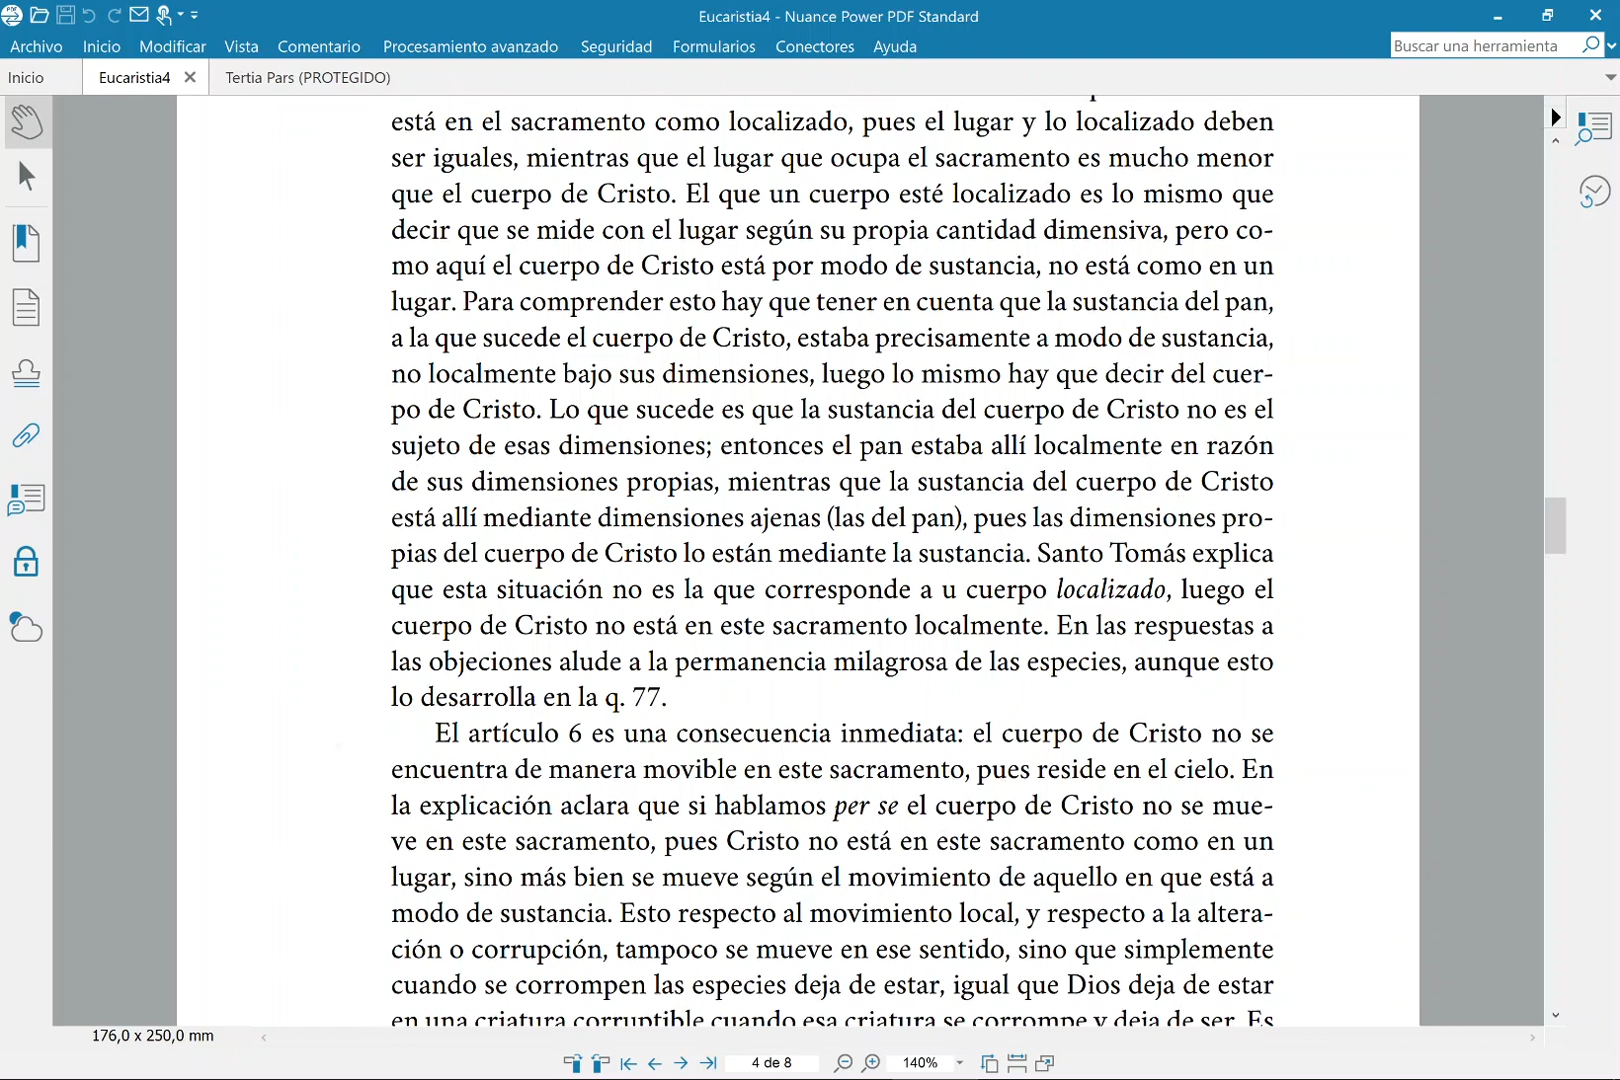 Eucaristia4 - Nuance Power PDF Standard
Archivo Inicio Modificar Vista Comentario Procesamiento avanzado Seguridad Formularios Conectores Ayuda Buscar una herramienta
Inicio Eucaristia4 Tertia Pars (PROTEGIDO)
está en el sacramento como localizado, pues el lugar y lo localizado deben
ser iguales, mientras que el lugar que ocupa el sacramento es mucho menor
que el cuerpo de Cristo. El que un cuerpo esté localizado es lo mismo que
decir que se mide con el lugar según su propia cantidad dimensiva, pero co-
mo aquí el cuerpo de Cristo está por modo de sustancia, no está como en un
lugar. Para comprender esto hay que tener en cuenta que la sustancia del pan,
a la que sucede el cuerpo de Cristo, estaba precisamente a modo de sustancia,
no localmente bajo sus dimensiones, luego lo mismo hay que decir del cuer-
po de Cristo. Lo que sucede es que la sustancia del cuerpo de Cristo no es el
sujeto de esas dimensiones; entonces el pan estaba allí localmente en razón
de sus dimensiones propias, mientras que la sustancia del cuerpo de Cristo
está allí mediante dimensiones ajenas (las del pan), pues las dimensiones pro-
pias del cuerpo de Cristo lo están mediante la sustancia. Santo Tomás explica
que esta situación no es la que corresponde a u cuerpo localizado, luego el
cuerpo de Cristo no está en este sacramento localmente. En las respuestas a
las objeciones alude a la permanencia milagrosa de las especies, aunque esto
lo desarrolla en la q. 77.
El artículo 6 es una consecuencia inmediata: el cuerpo de Cristo no se
encuentra de manera movible en este sacramento, pues reside en el cielo. En
la explicación aclara que si hablamos per se el cuerpo de Cristo no se mue-
ve en este sacramento, pues Cristo no está en este sacramento como en un
lugar, sino más bien se mueve según el movimiento de aquello en que está a
modo de sustancia. Esto respecto al movimiento local, y respecto a la altera-
ción o corrupción, tampoco se mueve en ese sentido, sino que simplemente
cuando se corrompen las especies deja de estar, igual que Dios deja de estar
en una criatura corruptible cuando esa criatura se corrompe y deja de ser. Es
176,0 x 250,0 mm
4 de 8 140%